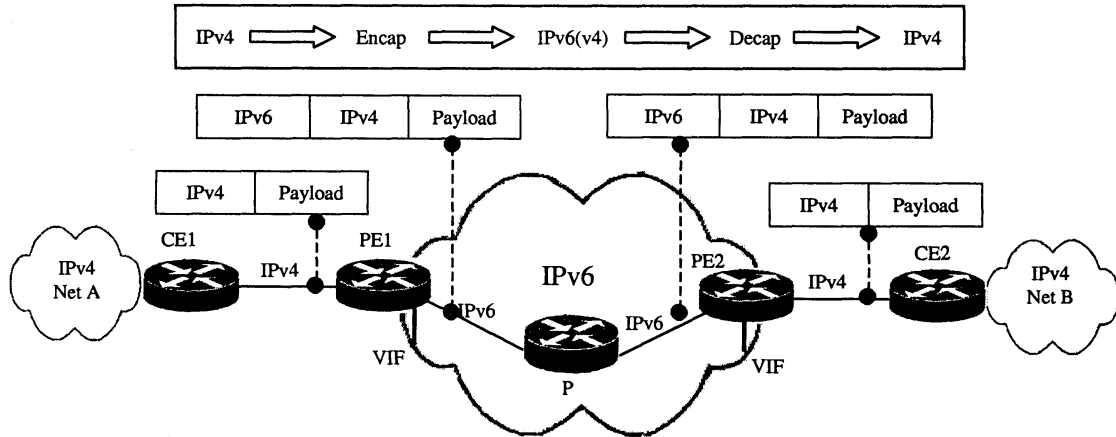 IPv4 Encap IPv6(v4) Decap IPv4
IPv6 IPv4 Payload
IPv6 IPv4 Payload
IPv4 Payload
IPv4 Payload
CE1
PE1
PE2
CE2
IPv4
Net A
IPv4
IPv6
IPv6
IPv6
IPv4
IPv4
Net B
VIF
P
VIF